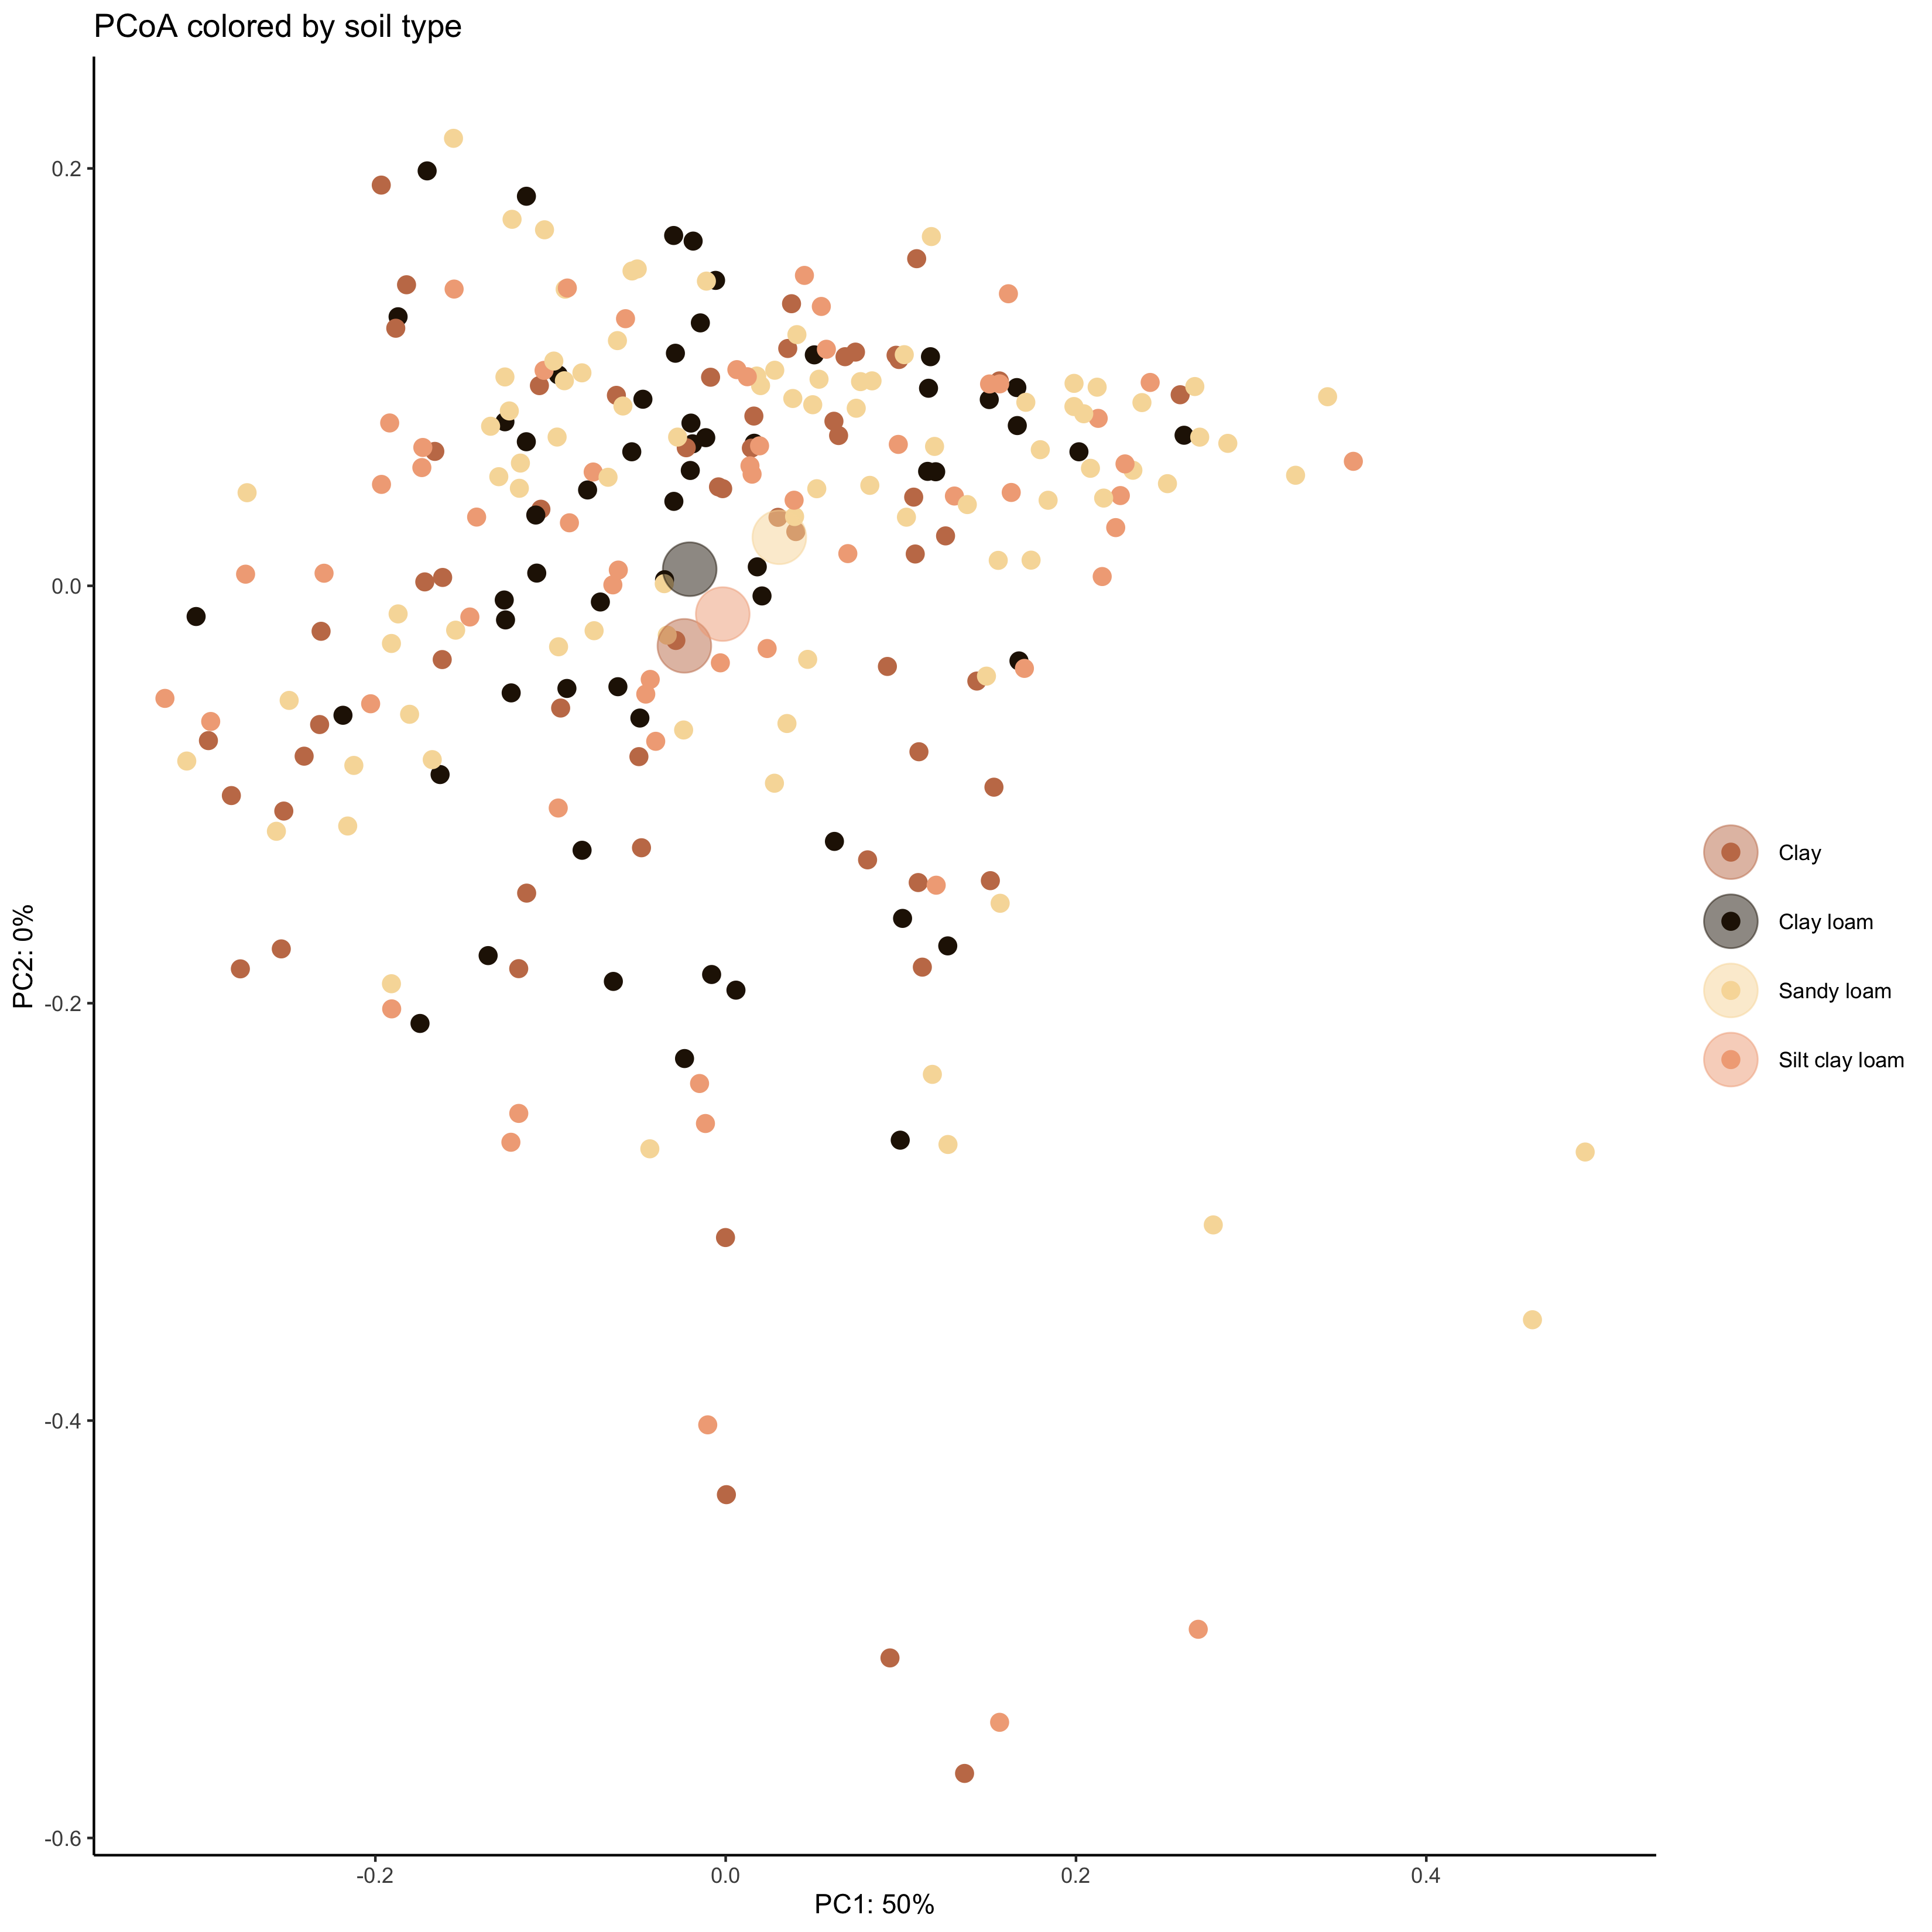 PCoA colored by soil type
0.2
0.0
-0.2
-0.4
-0.6
PC2: 0%
-0.2
0.0
0.2
0.4
PC1: 50%
Clay
Clay loam
Sandy loam
Silt clay loam